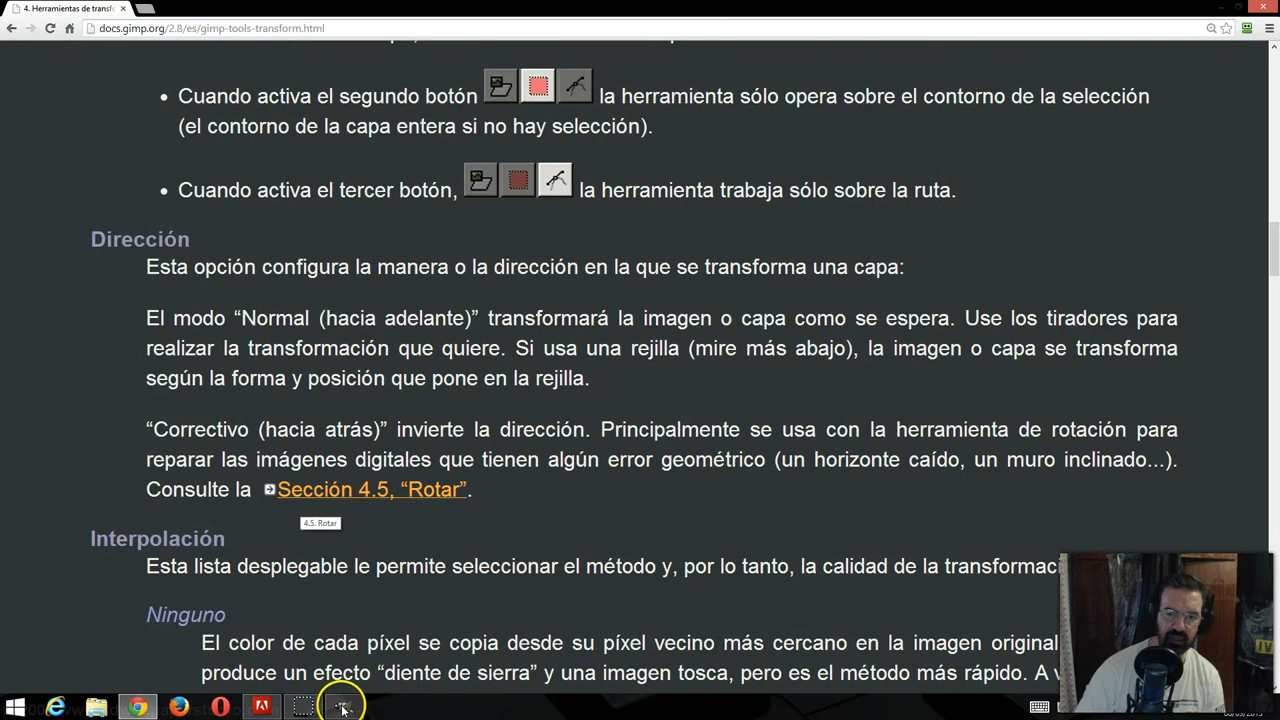 4. Herramientas de transf
docs.gimp.org/2.8/es/gimp-tools-transform.html
Cuando activa el segundo botón la herramienta sólo opera sobre el contorno de la selección
(el contorno de la capa entera si no hay selección).
Cuando activa el tercer botón, la herramienta trabaja sólo sobre la ruta.
Dirección
Esta opción configura la manera o la dirección en la que se transforma una capa:
El modo “Normal (hacia adelante)” transformará la imagen o capa como se espera. Use los tiradores para
realizar la transformación que quiere. Si usa una rejilla (mire más abajo), la imagen o capa se transforma
según la forma y posición que pone en la rejilla.
“Correctivo (hacia atrás)” invierte la dirección. Principalmente se usa con la herramienta de rotación para
reparar las imágenes digitales que tienen algún error geométrico (un horizonte caído, un muro inclinado...).
Consulte la Sección 4.5, “Rotar”.
4.5. Rotar
Interpolación
Esta lista desplegable le permite seleccionar el método y, por lo tanto, la calidad de la transformaci
Ninguno
El color de cada píxel se copia desde su píxel vecino más cercano en la imagen original
produce un efecto “diente de sierra” y una imagen tosca, pero es el método más rápido. A v